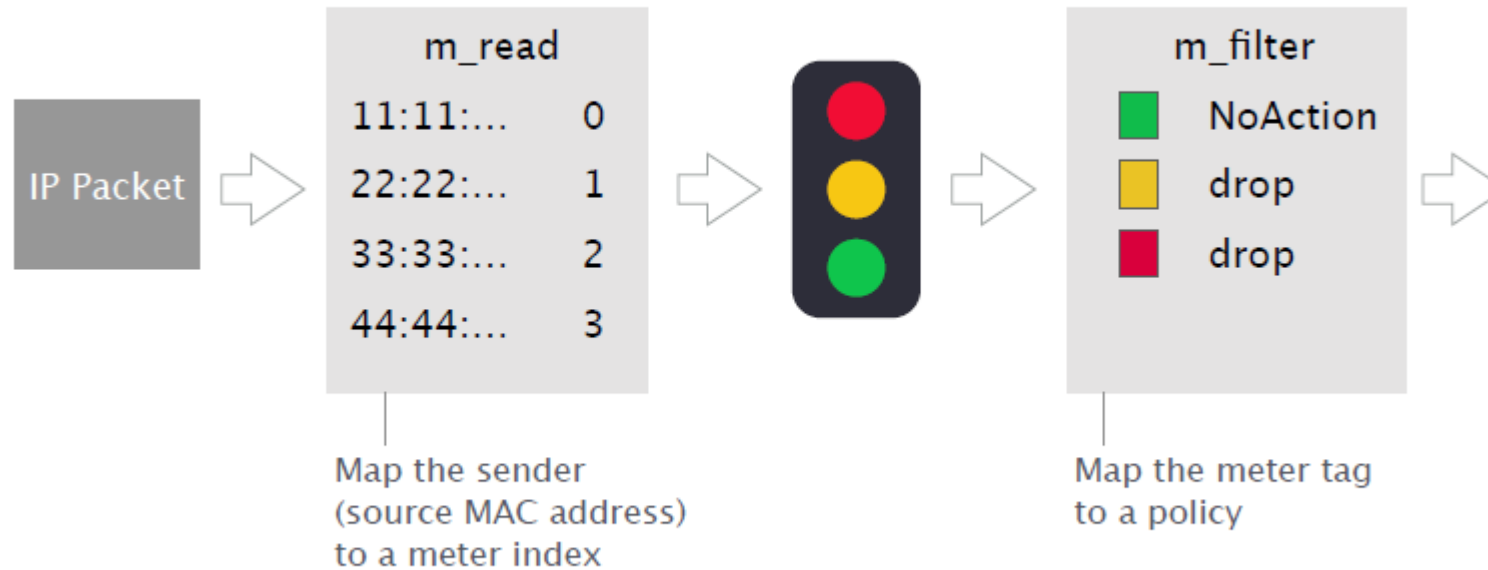 IP Packet
m_read
11:11:... 0
22:22:... 1
33:33:... 2
44:44:... 3
Map the sender
(source MAC address)
to a meter index
m_filter
NoAction
drop
drop
Map the meter tag
to a policy